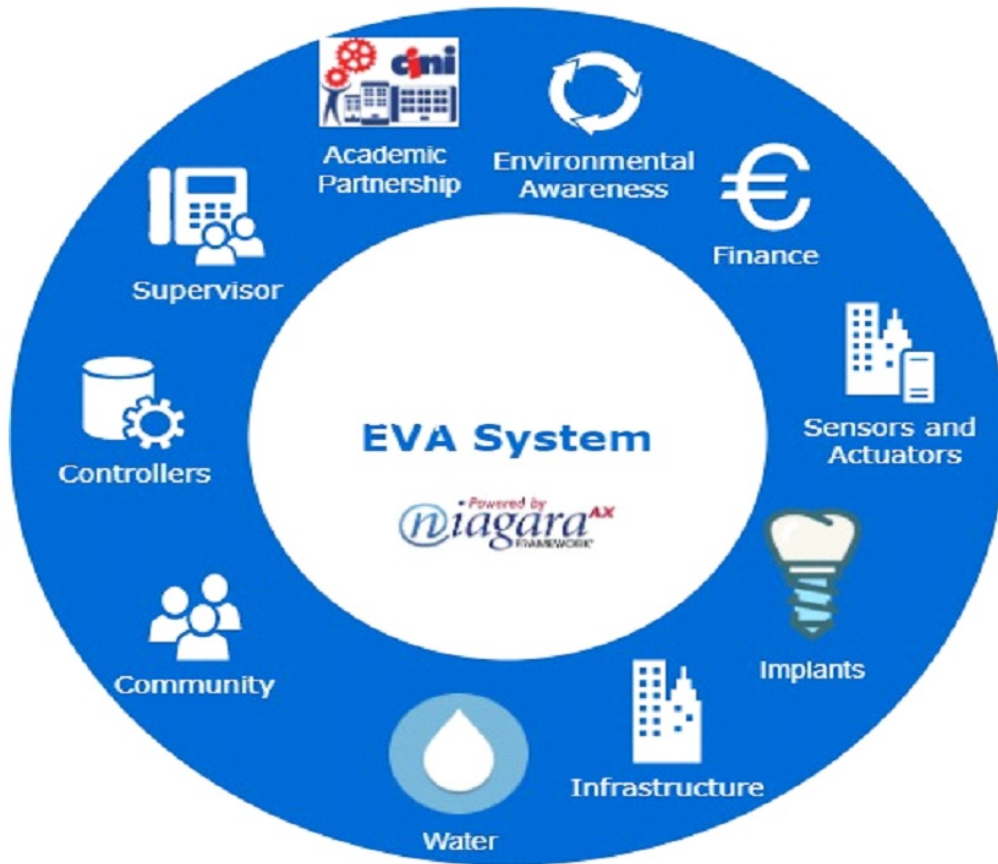 cini
Academic
Partnership
Environmental
Awareness
€
Finance
Supervisor
Sensors and
Actuators
Controllers
EVA System
Powered by
niagara AX
FRAMEWORK®
Implants
Community
Infrastructure
Water